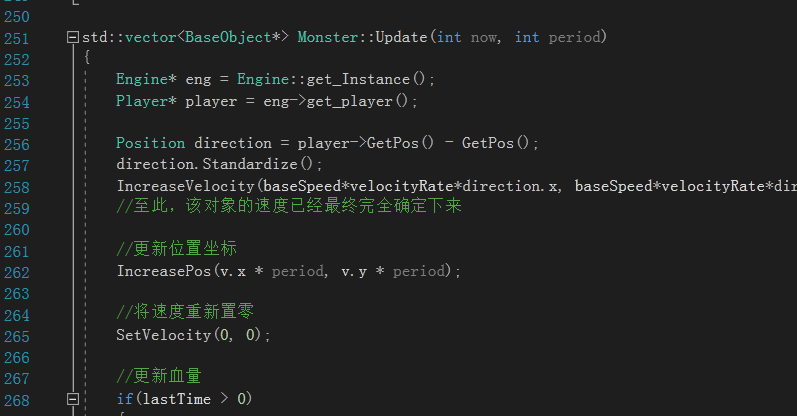 250
251 std::vector<BaseObject*> Monster::Update(int now, int period)
252 {
253 Engine* eng = Engine::get_Instance();
254 Player* player = eng->get_player();
255
256 Position direction = player->GetPos() - GetPos();
257 direction.Standardize();
258 IncreaseVelocity(baseSpeed*velocityRate*direction.x, baseSpeed*velocityRate*dir
259 //至此，该对象的速度已经最终完全确定下来
260
261 //更新位置坐标
262 IncreasePos(v.x * period, v.y * period);
263
264 //将速度重新置零
265 SetVelocity(0, 0);
266
267 //更新血量
268 if(lastTime > 0)